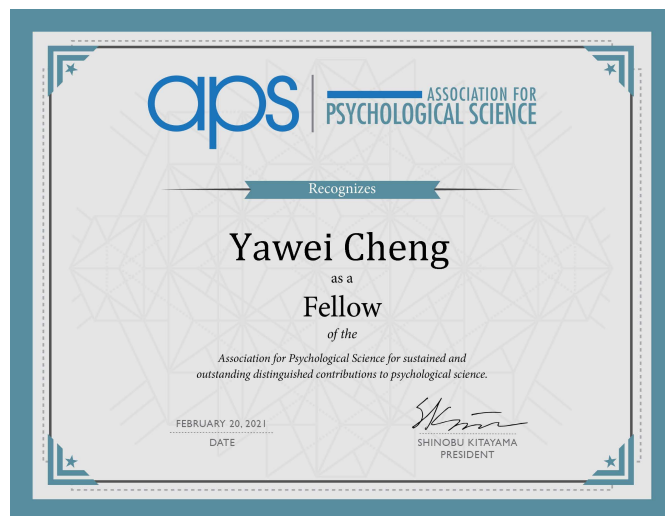 aps
ASSOCIATION FOR
PSYCHOLOGICAL SCIENCE
Recognizes
Yawei Cheng
as a
Fellow
of the
Association for Psychological Science for sustained and
outstanding distinguished contributions to psychological science.
FEBRUARY 20, 2021
DATE
SHINOBU KITAYAMA
PRESIDENT